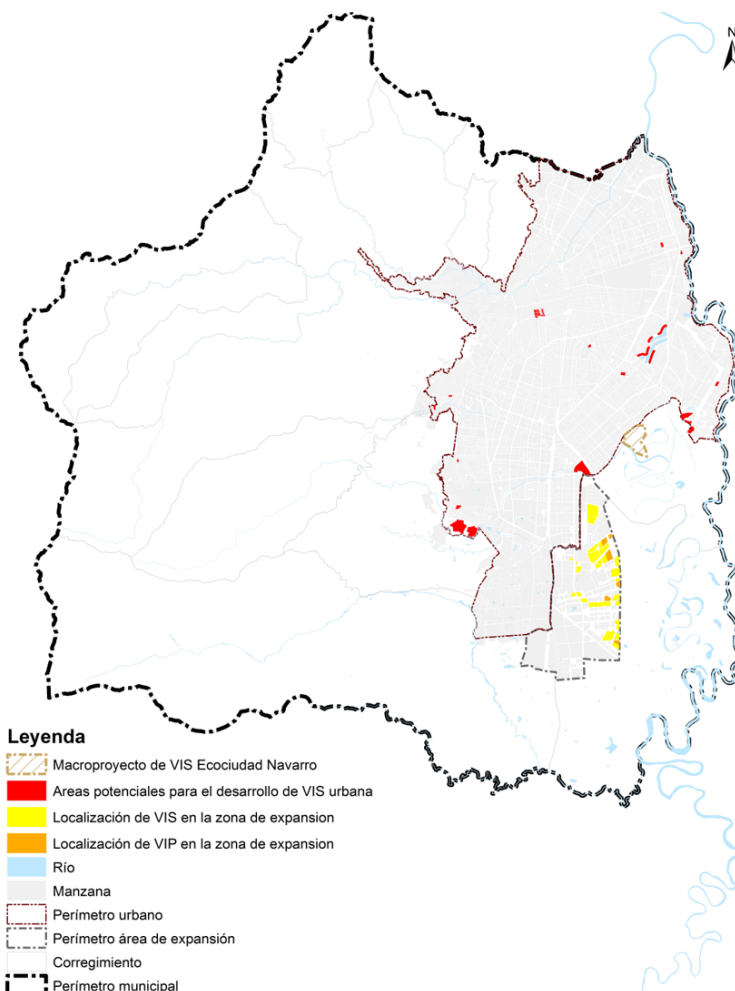 N
Leyenda
Macroproyecto de VIS Ecociudad Navarro
Areas potenciales para el desarrollo de VIS urbana
Localización de VIS en la zona de expansion
Localización de VIP en la zona de expansion
Río
Manzana
Perímetro urbano
Perímetro área de expansión
Corregimiento
Perímetro municipal